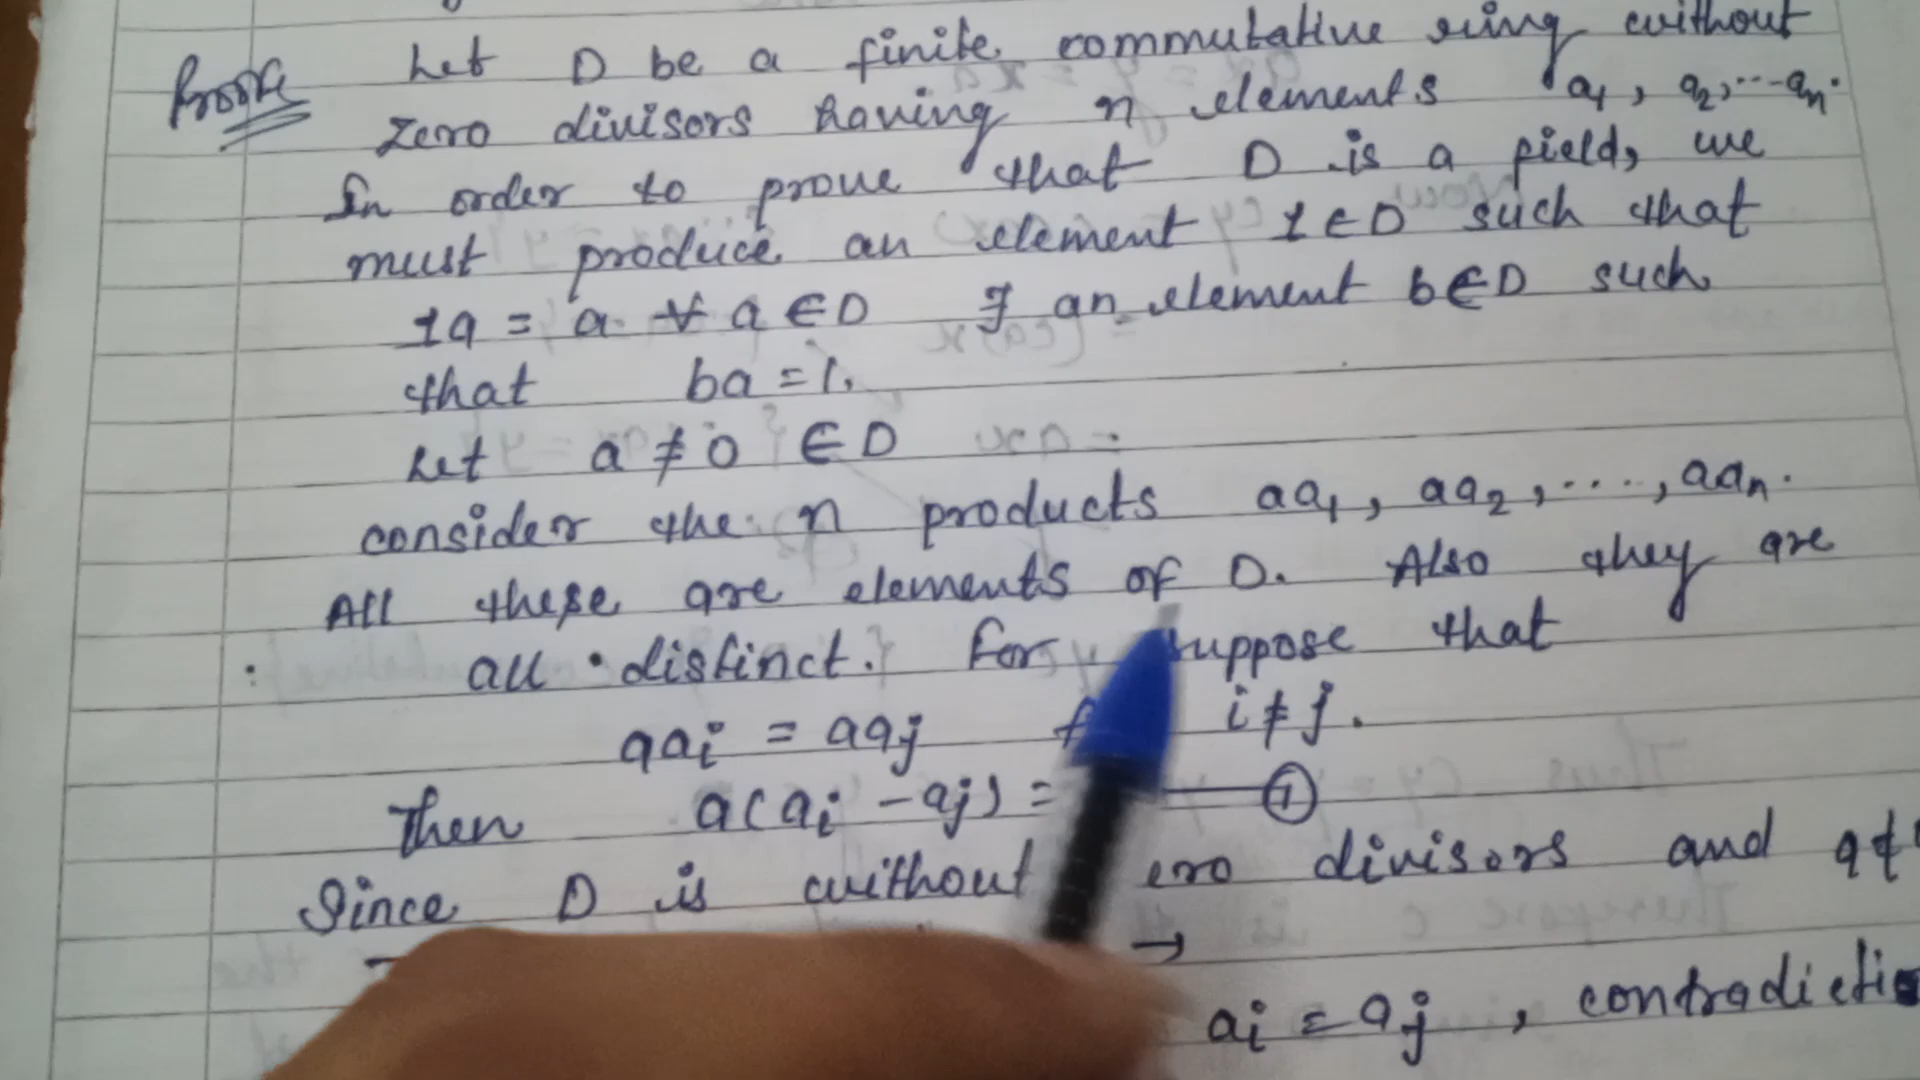 Proof Let D be a finite commutative ring without
zero divisors having n elements a1, a2, ... an.
In order to prove that D is a field, we
must produce an element 1 ∈ D such that
1a = a ∀ a ∈ D ∃ an element b ∈ D such
that ba = 1.
Let a ≠ 0 ∈ D
consider the n products aa1, aa2, ...., aan.
All these are elements of D. Also they are
all distinct. For suppose that
aai = aaj i ≠ j.
Then a(ai - aj) = ①
Since D is without divisors and a ≠
ai = aj, contradictio